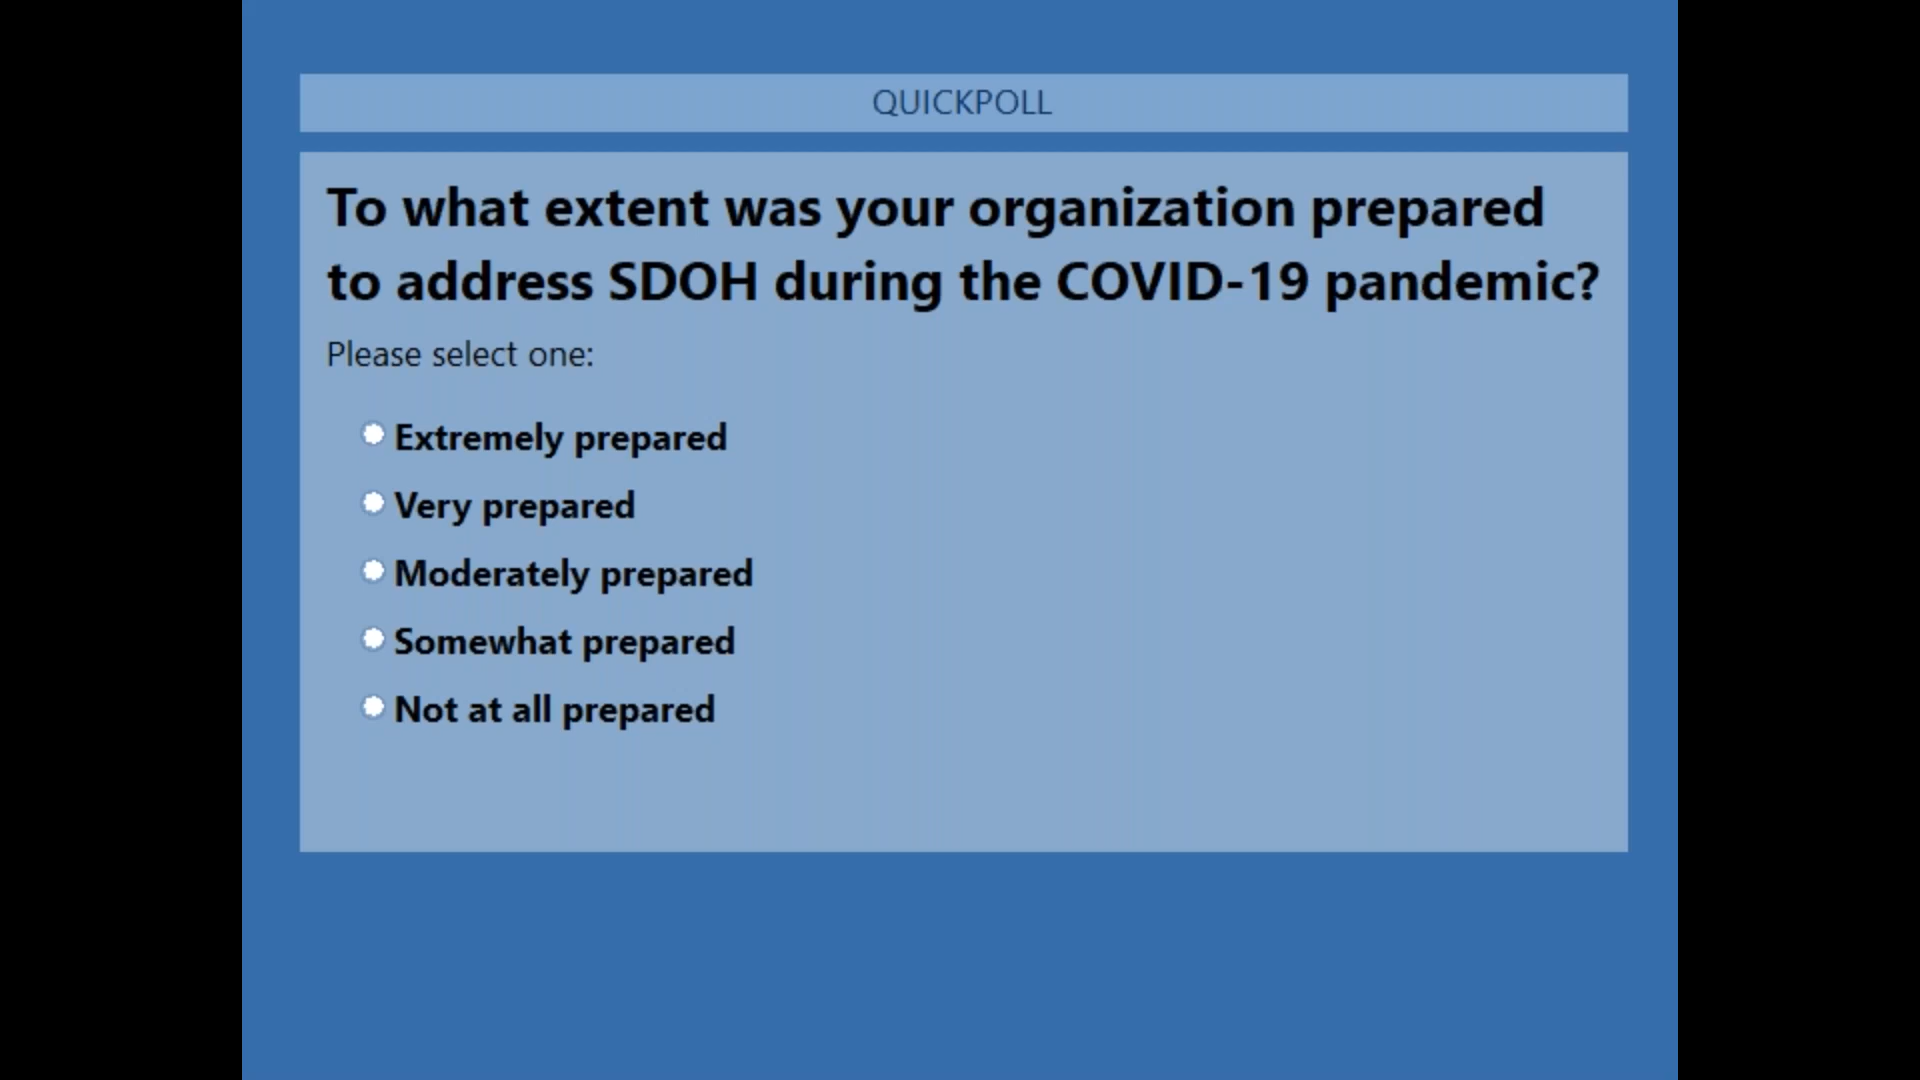 QUICKPOLL
To what extent was your organization prepared
to address SDOH during the COVID-19 pandemic?
Please select one:
Extremely prepared
Very prepared
Moderately prepared
Somewhat prepared
Not at all prepared